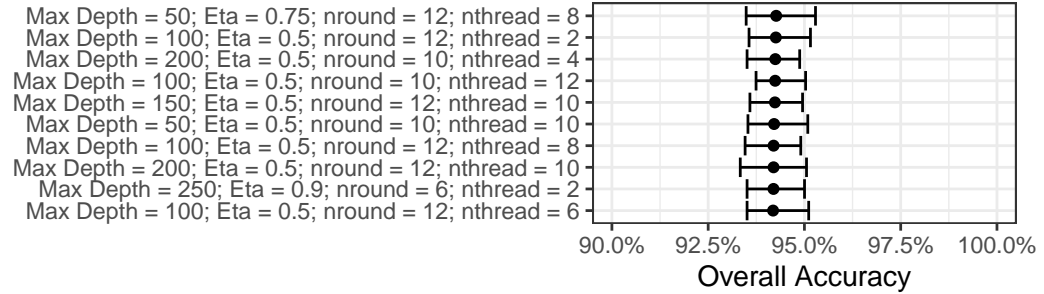 Max Depth = 50; Eta = 0.75; nround = 12; nthread = 8
Max Depth = 100; Eta = 0.5; nround = 12; nthread = 2
Max Depth = 200; Eta = 0.5; nround = 10; nthread = 4
Max Depth = 100; Eta = 0.5; nround = 10; nthread = 12
Max Depth = 150; Eta = 0.5; nround = 12; nthread = 10
Max Depth = 50; Eta = 0.5; nround = 10; nthread = 10
Max Depth = 100; Eta = 0.5; nround = 12; nthread = 8
Max Depth = 200; Eta = 0.5; nround = 12; nthread = 10
Max Depth = 250; Eta = 0.9; nround = 6; nthread = 2
Max Depth = 100; Eta = 0.5; nround = 12; nthread = 6
90.0% 92.5% 95.0% 97.5% 100.0%
Overall Accuracy